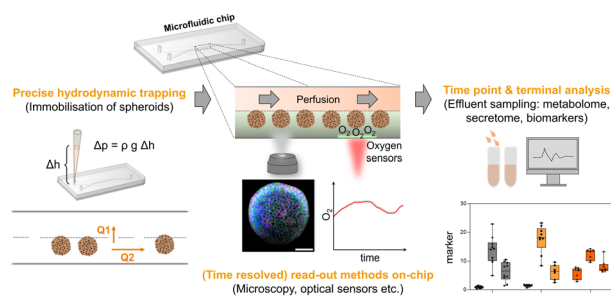 Microfluidic chip
Precise hydrodynamic trapping
(Immobilisation of spheroids)
Δp = ρ g Δh
Δh
Q1
Q2
Perfusion
O₂ O₂ O₂
Oxygen
sensors
O₂
time
(Time resolved) read-out methods on-chip
(Microscopy, optical sensors etc.)
Time point & terminal analysis
(Effluent sampling: metabolome,
secretome, biomarkers)
marker
30
20
10
0